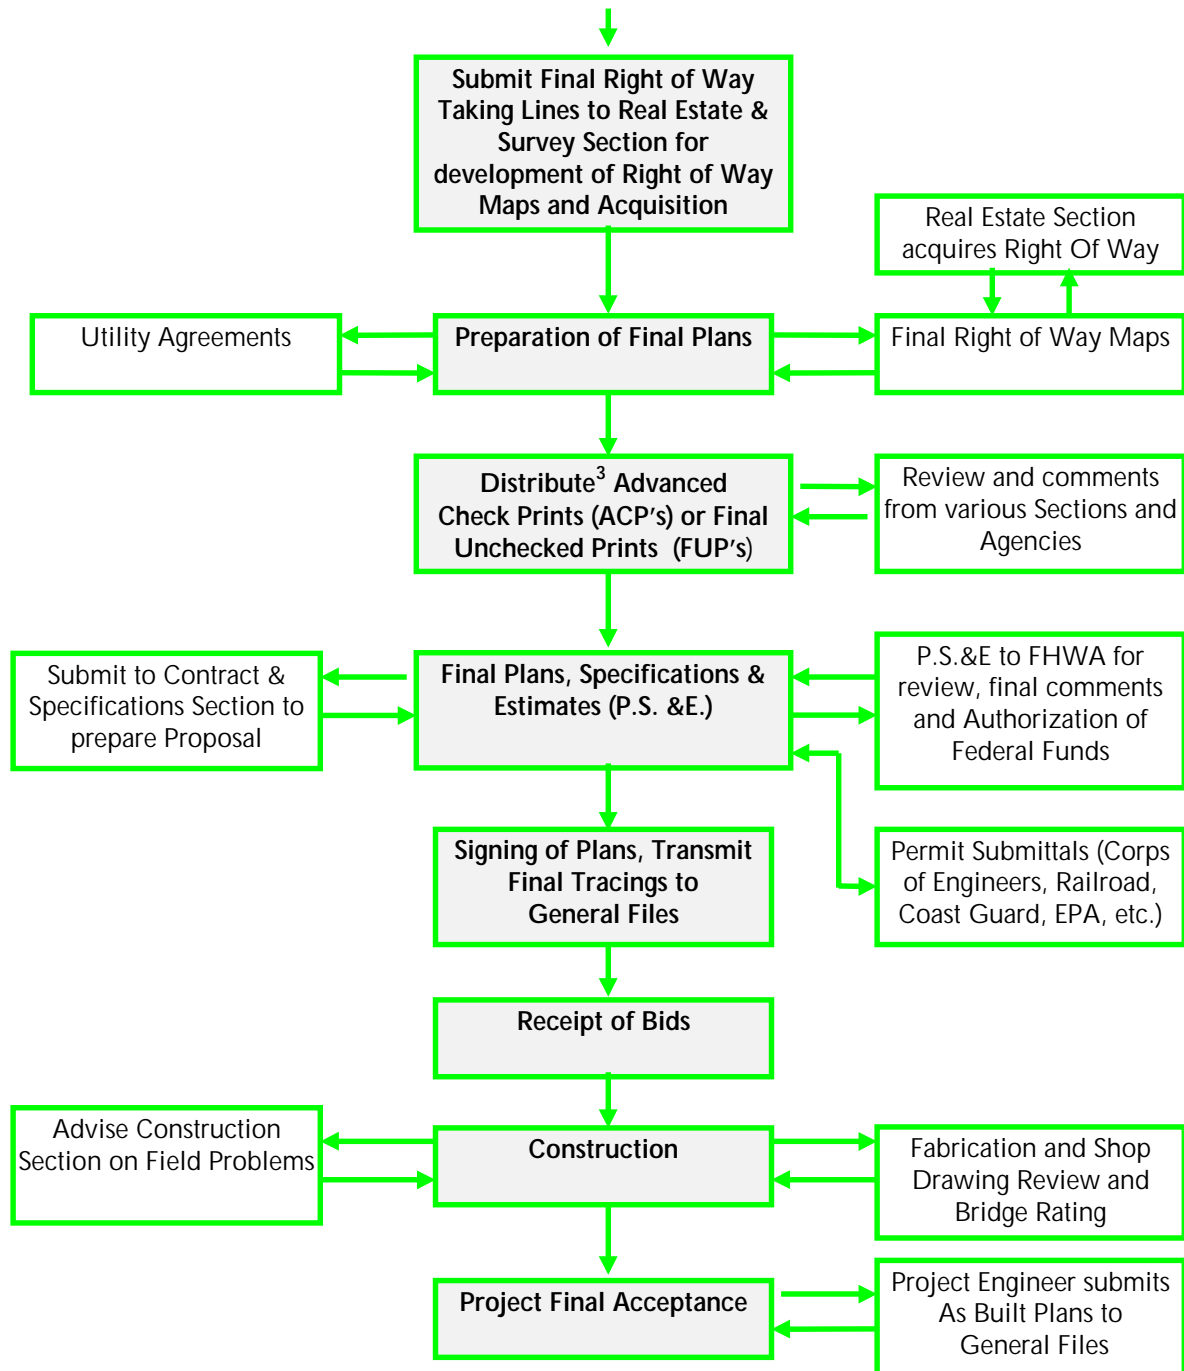 Submit Final Right of Way
Taking Lines to Real Estate &
Survey Section for
development of Right of Way
Maps and Acquisition
Real Estate Section
acquires Right Of Way
Utility Agreements
Preparation of Final Plans
Final Right of Way Maps
Distribute³ Advanced
Check Prints (ACP's) or Final
Unchecked Prints (FUP's)
Review and comments
from various Sections and
Agencies
Submit to Contract &
Specifications Section to
prepare Proposal
Final Plans, Specifications &
Estimates (P.S. &E.)
P.S.&E to FHWA for
review, final comments
and Authorization of
Federal Funds
Signing of Plans, Transmit
Final Tracings to
General Files
Permit Submittals (Corps
of Engineers, Railroad,
Coast Guard, EPA, etc.)
Receipt of Bids
Advise Construction
Section on Field Problems
Construction
Fabrication and Shop
Drawing Review and
Bridge Rating
Project Final Acceptance
Project Engineer submits
As Built Plans to
General Files